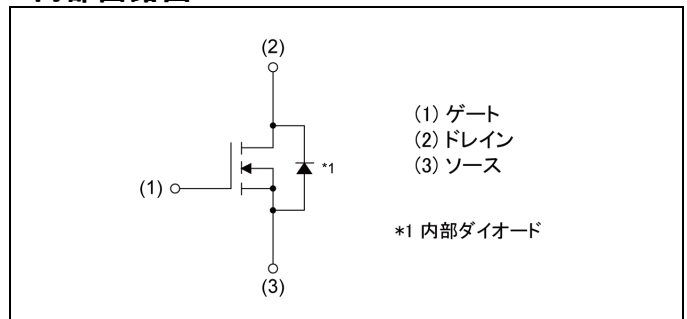 (2)
(1) ゲート
(2) ドレイン
(3) ソース
*1
(1)
*1 内部ダイオード
(3)